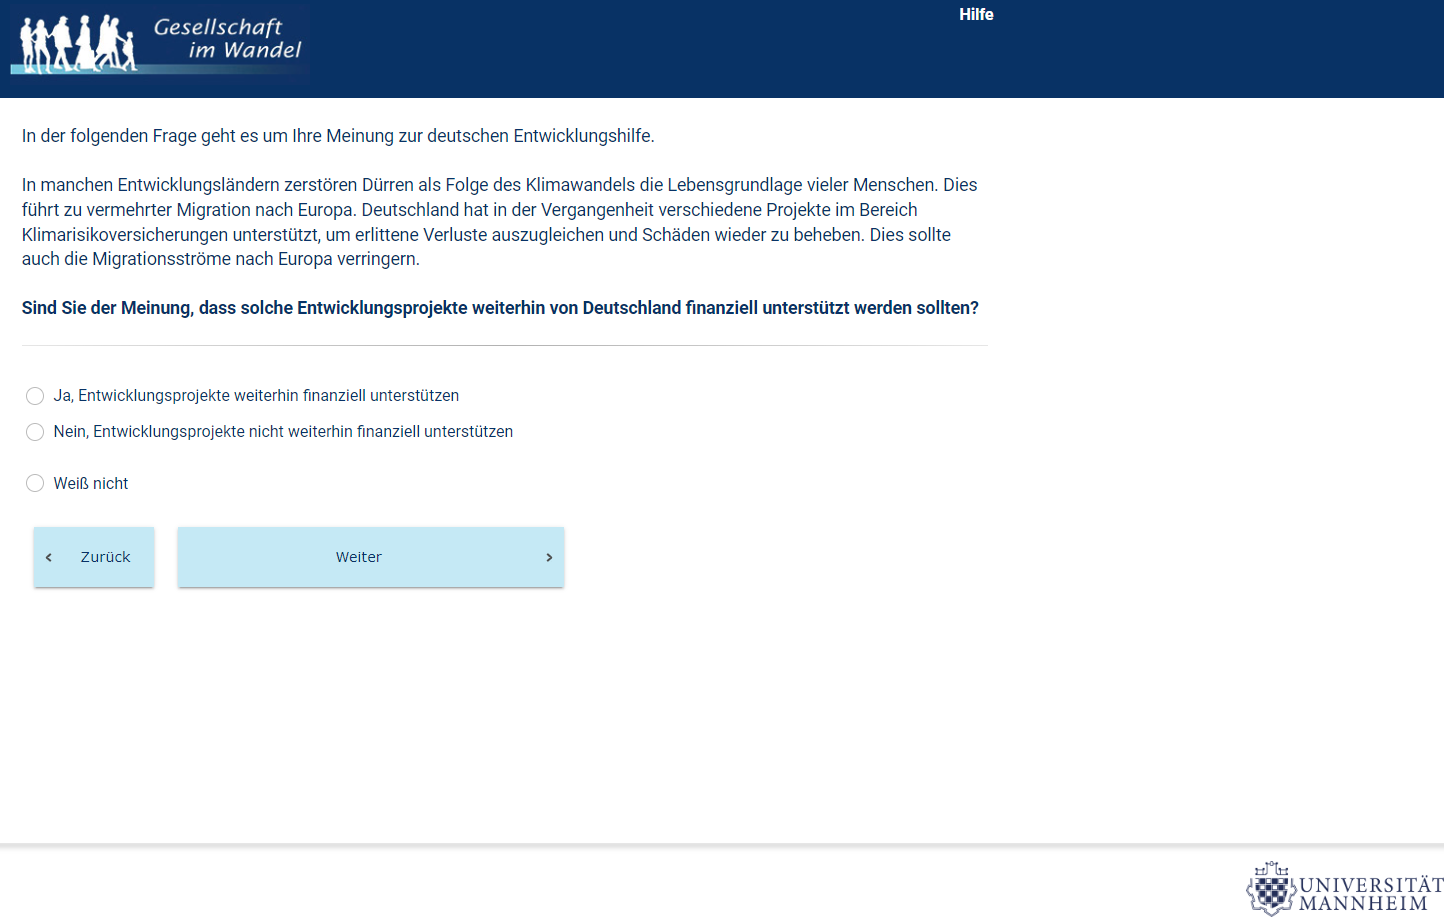 Gesellschaft
im Wandel
Hilfe
In der folgenden Frage geht es um Ihre Meinung zur deutschen Entwicklungshilfe.
In manchen Entwicklungsländern zerstören Dürren als Folge des Klimawandels die Lebensgrundlage vieler Menschen. Dies
führt zu vermehrter Migration nach Europa. Deutschland hat in der Vergangenheit verschiedene Projekte im Bereich
Klimarisikoversicherungen unterstützt, um erlittene Verluste auszugleichen und Schäden wieder zu beheben. Dies sollte
auch die Migrationsströme nach Europa verringern.
Sind Sie der Meinung, dass solche Entwicklungsprojekte weiterhin von Deutschland finanziell unterstützt werden sollten?
Ja, Entwicklungsprojekte weiterhin finanziell unterstützen
Nein, Entwicklungsprojekte nicht weiterhin finanziell unterstützen
Weiß nicht
Zurück
Weiter
UNIVERSITÄT
MANNHEIM